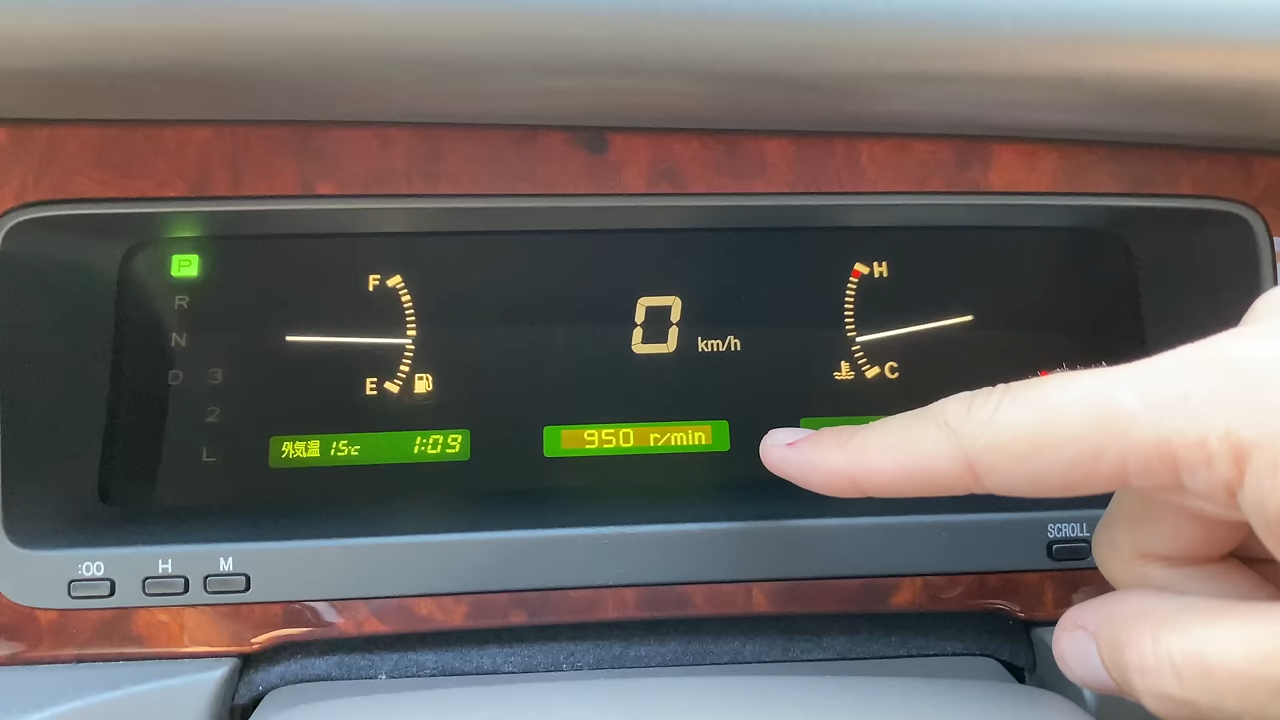 P
R
N
D 3
2
L
F
E
0 km/h
H
C
外気温 15℃ 1:09
950 r/min
:00
H
M
SCROLL